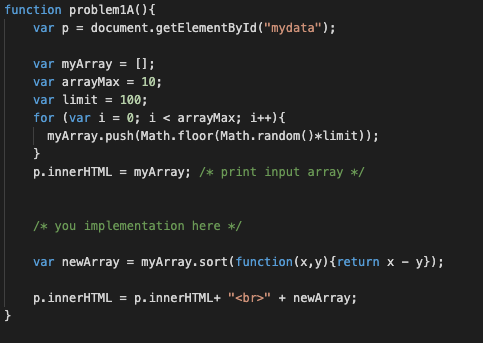 function problem1A(){
var p = document.getElementById("mydata");
var myArray = [];
var arrayMax = 10;
var limit = 100;
for (var i = 0; i < arrayMax; i++){
myArray.push(Math.floor(Math.random()*limit));
}
p.innerHTML = myArray; /* print input array */
/* you implementation here */
var newArray = myArray.sort(function(x,y){return x - y});
p.innerHTML = p.innerHTML+ "<br>" + newArray;
}